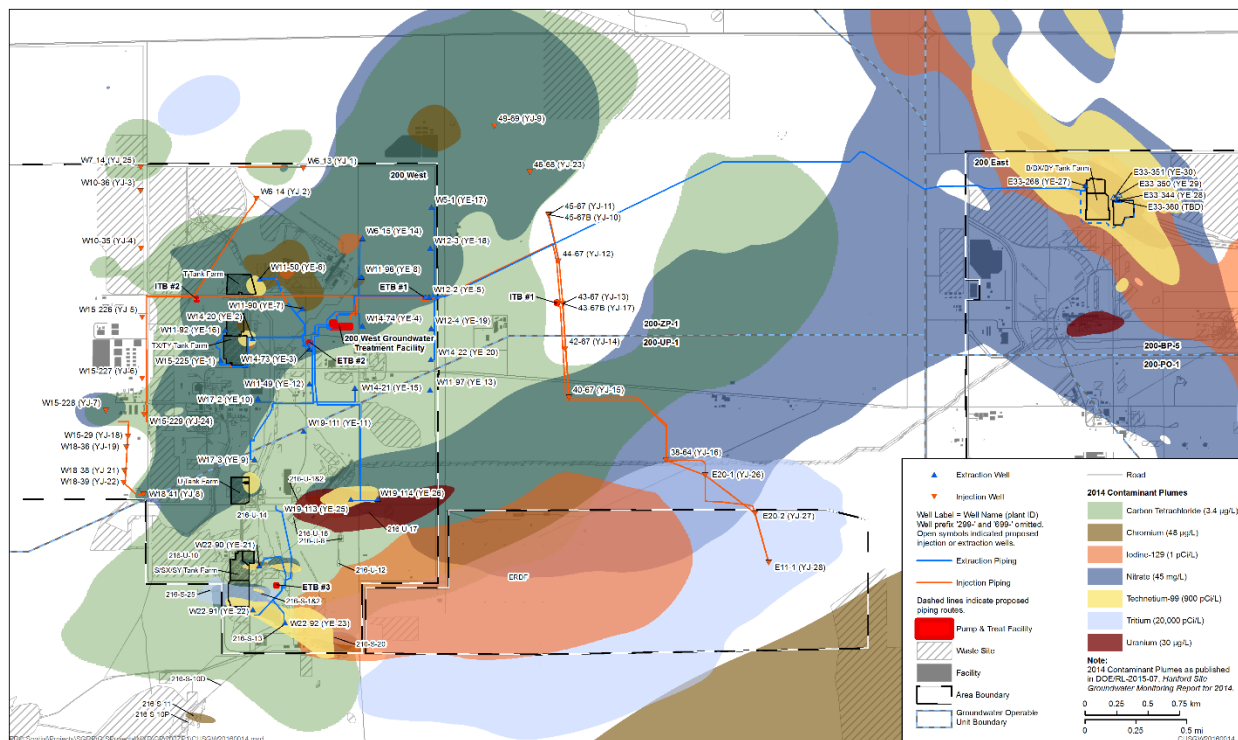 49-69 (YJ-9)
48-68 (YJ-23)
W7-14 (YJ-25)
W6-13 (YJ-1)
200 West
200 East
B/BX/BY Tank Farm
E33-351 (YE-30)
E33-350 (YE-29)
E33-268 (YE-27)
E33-344 (YE-28)
E33-360 (TBD)
W10-36 (YJ-3)
W6-14 (YJ-2)
W5-1 (YE-17)
45-67 (YJ-11)
45-67B (YJ-10)
W6-15 (YE-14)
W12-3 (YE-18)
W10-35 (YJ-4)
44-67 (YJ-12)
W11-50 (YE-6)
T Tank Farm
W11-96 (YE-8)
ITB #2
ETB #1
W12-2 (YE-5)
ITB #1
43-67 (YJ-13)
43-67B (YJ-17)
W11-90 (YE-7)
W15-226 (YJ-5)
W14-20 (YE-2)
W14-74 (YE-4)
W12-4 (YE-19)
200-ZP-1
W11-92 (YE-16)
200 West Groundwater
Treatment Facility
TX/TY Tank Farm
42-67 (YJ-14)
200-UP-1
200-BP-5
W14-73 (YE-3)
W14-22 (YE-20)
W15-225 (YE-1)
ETB #2
200-PO-1
W15-227 (YJ-6)
W11-49 (YE-12)
W14-21 (YE-15)
W11-97 (YE-13)
40-67 (YJ-15)
W15-228 (YJ-7)
W17-2 (YE-10)
W15-229 (YJ-24)
W19-111 (YE-11)
W15-29 (YJ-18)
W18-36 (YJ-19)
W17-3 (YE-9)
38-64 (YJ-16)
W18-38 (YJ-21)
W18-39 (YJ-22)
216-U-1&2
E20-1 (YJ-26)
U Tank Farm
W18-41 (YJ-8)
W19-114 (YE-26)
W19-113 (YE-25)
216-U-14
216-U-17
E20-2 (YJ-27)
216-U-16
216-U-8
W22-90 (YE-21)
216-U-10
S/SX/SY Tank Farm
216-U-12
E11-1 (YJ-28)
ERDF
ETB #3
216-S-25
216-S-1&2
W22-91 (YE-22)
W22-92 (YE-23)
216-S-13
216-S-20
216-S-10D
216-S-11
216-S-10P
Extraction Well
Injection Well
Well Label = Well Name (plant ID)
Well prefix '299-' and '699-' omitted.
Open symbols indicated proposed
injection or extraction wells.
Extraction Piping
Injection Piping
Dashed lines indicate proposed
piping routes.
Pump & Treat Facility
Waste Site
Facility
Area Boundary
Groundwater Operable
Unit Boundary
Road
2014 Contaminant Plumes
Carbon Tetrachloride (3.4 µg/L)
Chromium (48 µg/L)
Iodine-129 (1 pCi/L)
Nitrate (45 mg/L)
Technetium-99 (900 pCi/L)
Tritium (20,000 pCi/L)
Uranium (30 µg/L)
Note:
2014 Contaminant Plumes as published
in DOE/RL-2015-07, Hanford Site
Groundwater Monitoring Report for 2014.
0 0.25 0.5 0.75 km
0 0.25 0.5 mi
CHSGW20160014